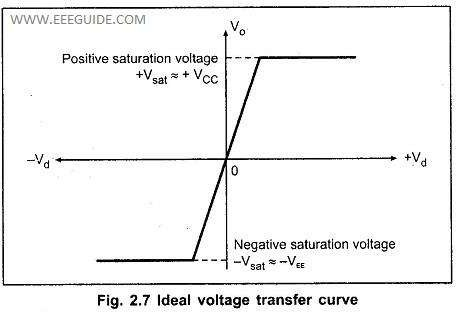 WWW.EEEGUIDE.COM
Vo
Positive saturation voltage
+Vsat ≈ + VCC
–Vd
0
+Vd
Negative saturation voltage
–Vsat ≈ –VEE
Fig. 2.7 Ideal voltage transfer curve